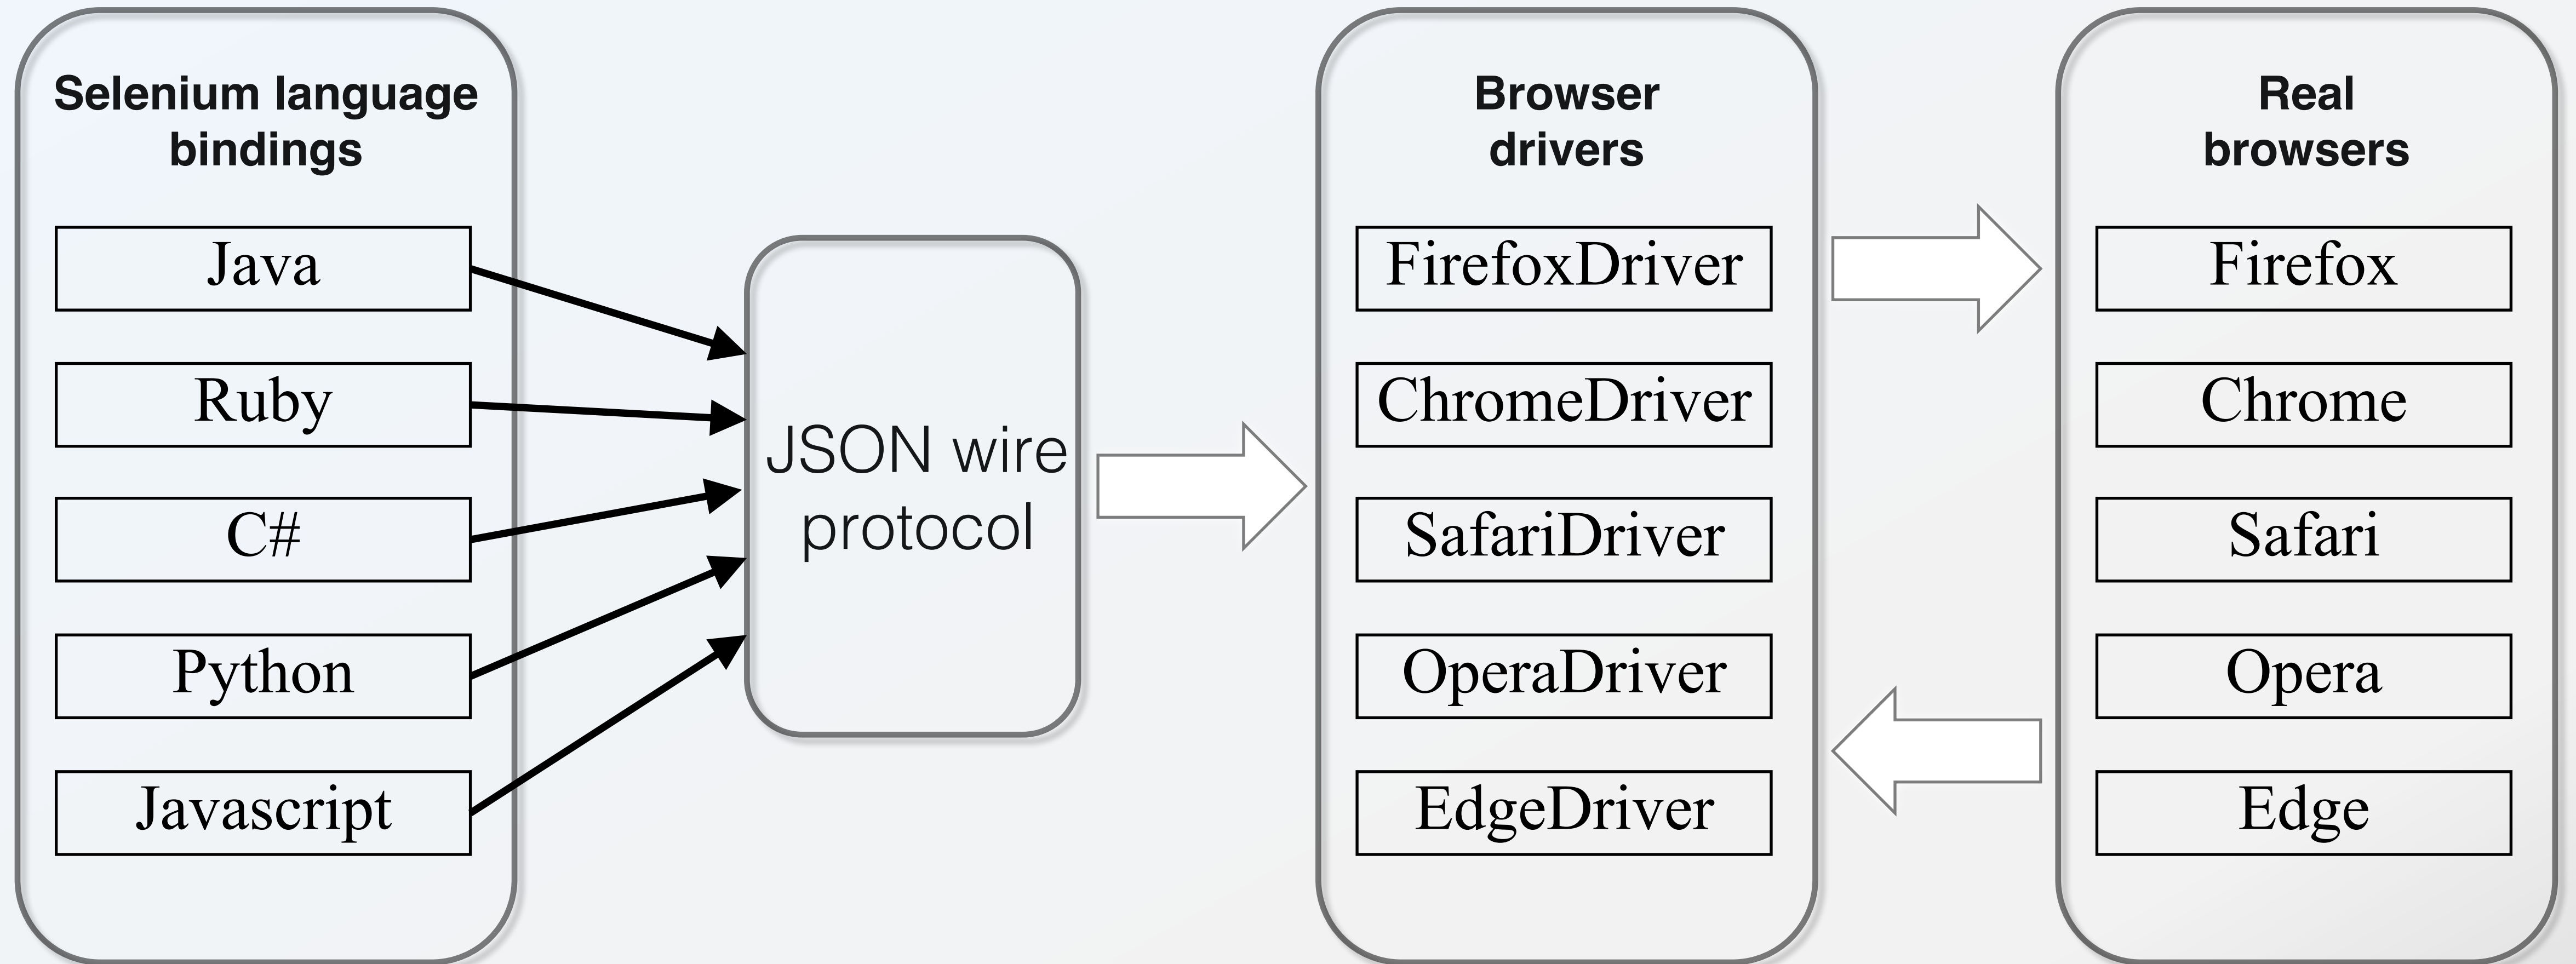 Selenium language
bindings
Java
Ruby
C#
Python
Javascript
JSON wire
protocol
Browser
drivers
FirefoxDriver
ChromeDriver
SafariDriver
OperaDriver
EdgeDriver
Real
browsers
Firefox
Chrome
Safari
Opera
Edge